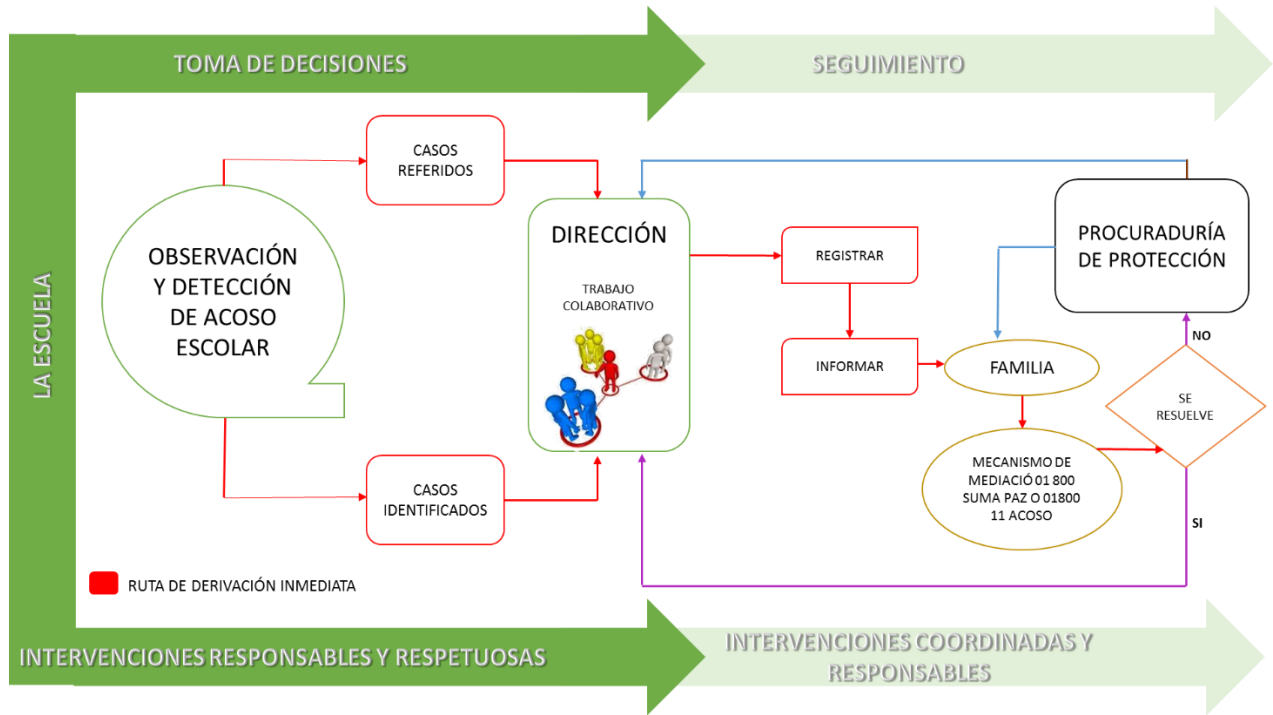 TOMA DE DECISIONES
SEGUIMIENTO
LA ESCUELA
OBSERVACIÓN
Y DETECCIÓN
DE ACOSO
ESCOLAR
CASOS
REFERIDOS
CASOS
IDENTIFICADOS
DIRECCIÓN
TRABAJO
COLABORATIVO
REGISTRAR
INFORMAR
FAMILIA
MECANISMO DE
MEDIACIÓ 01 800
SUMA PAZ O 01800
11 ACOSO
PROCURADURÍA
DE PROTECCIÓN
NO
SE
RESUELVE
SI
RUTA DE DERIVACIÓN INMEDIATA
INTERVENCIONES RESPONSABLES Y RESPETUOSAS
INTERVENCIONES COORDINADAS Y
RESPONSABLES